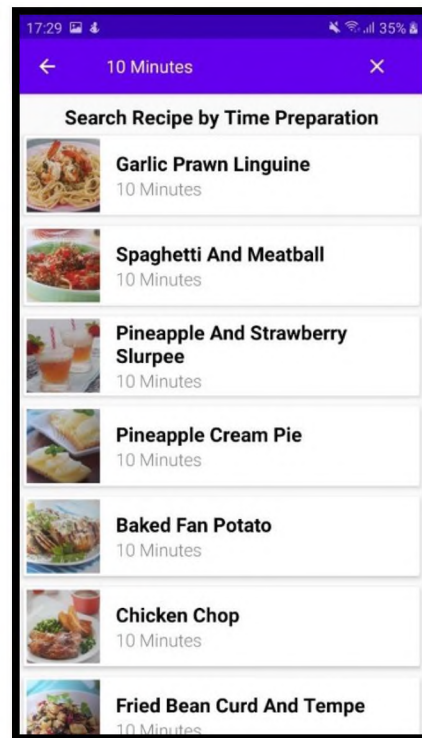 17:29 35%
10 Minutes
Search Recipe by Time Preparation
Garlic Prawn Linguine
10 Minutes
Spaghetti And Meatball
10 Minutes
Pineapple And Strawberry
Slurpee
10 Minutes
Pineapple Cream Pie
10 Minutes
Baked Fan Potato
10 Minutes
Chicken Chop
10 Minutes
Fried Bean Curd And Tempe
10 Minutes